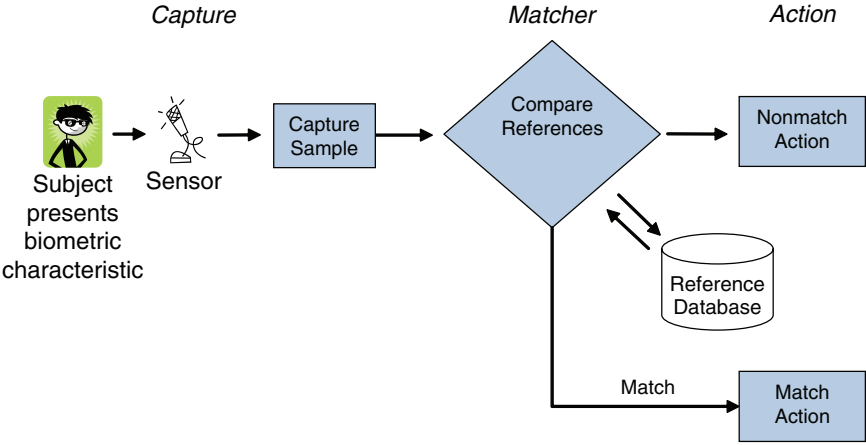 Capture
Matcher
Action
Subject
presents
biometric
characteristic
Sensor
Capture
Sample
Compare
References
Nonmatch
Action
Reference
Database
Match
Match
Action